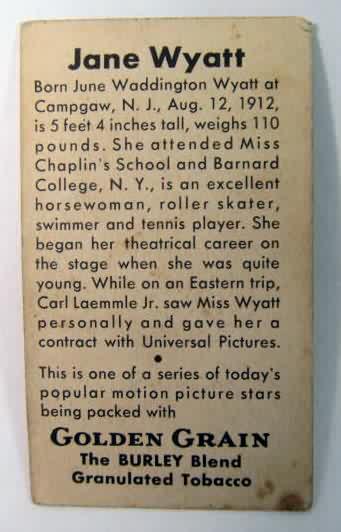 Jane Wyatt
Born June Waddington Wyatt at
Campgaw, N. J., Aug. 12, 1912,
is 5 feet 4 inches tall, weighs 110
pounds. She attended Miss
Chaplin's School and Barnard
College, N. Y., is an excellent
horsewoman, roller skater,
swimmer and tennis player. She
began her theatrical career on
the stage when she was quite
young. While on an Eastern trip,
Carl Laemmle Jr. saw Miss Wyatt
personally and gave her a
contract with Universal Pictures.
•
This is one of a series of today's
popular motion picture stars
being packed with
GOLDEN GRAIN
The BURLEY Blend
Granulated Tobacco